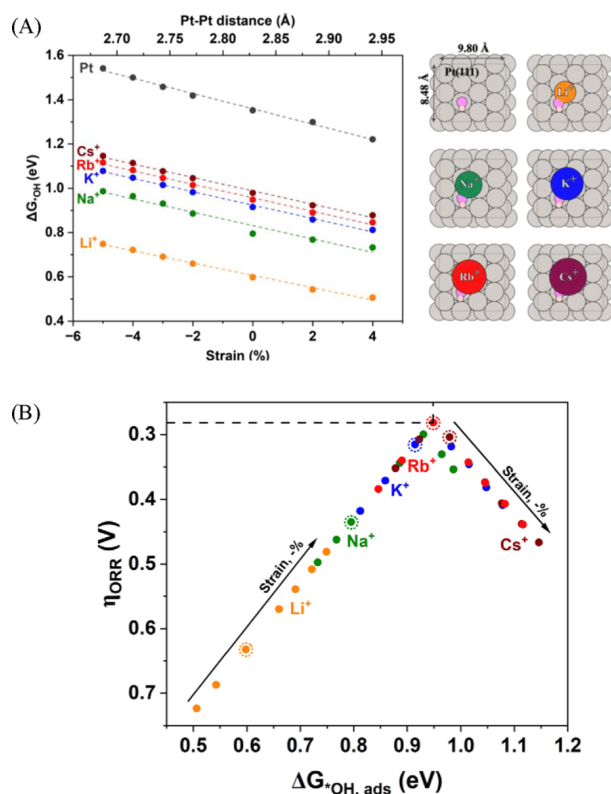 (A)
Pt-Pt distance (Å)
2.70 2.75 2.80 2.85 2.90 2.95
1.6
1.4
1.2
1.0
0.8
0.6
0.4
ΔG*OH (eV)
Pt
Cs+
Rb+
K+
Na+
Li+
−6 −4 −2 0 2 4
Strain (%)
9.80 Å
8.48 Å
Pt(111)
Li+
Na+
K+
Rb+
Cs+
(B)
0.3
0.4
0.5
0.6
0.7
ηORR (V)
Strain, -%
Strain, -%
Rb+
K+
Na+
Cs+
Li+
0.5 0.6 0.7 0.8 0.9 1.0 1.1 1.2
ΔG*OH, ads (eV)